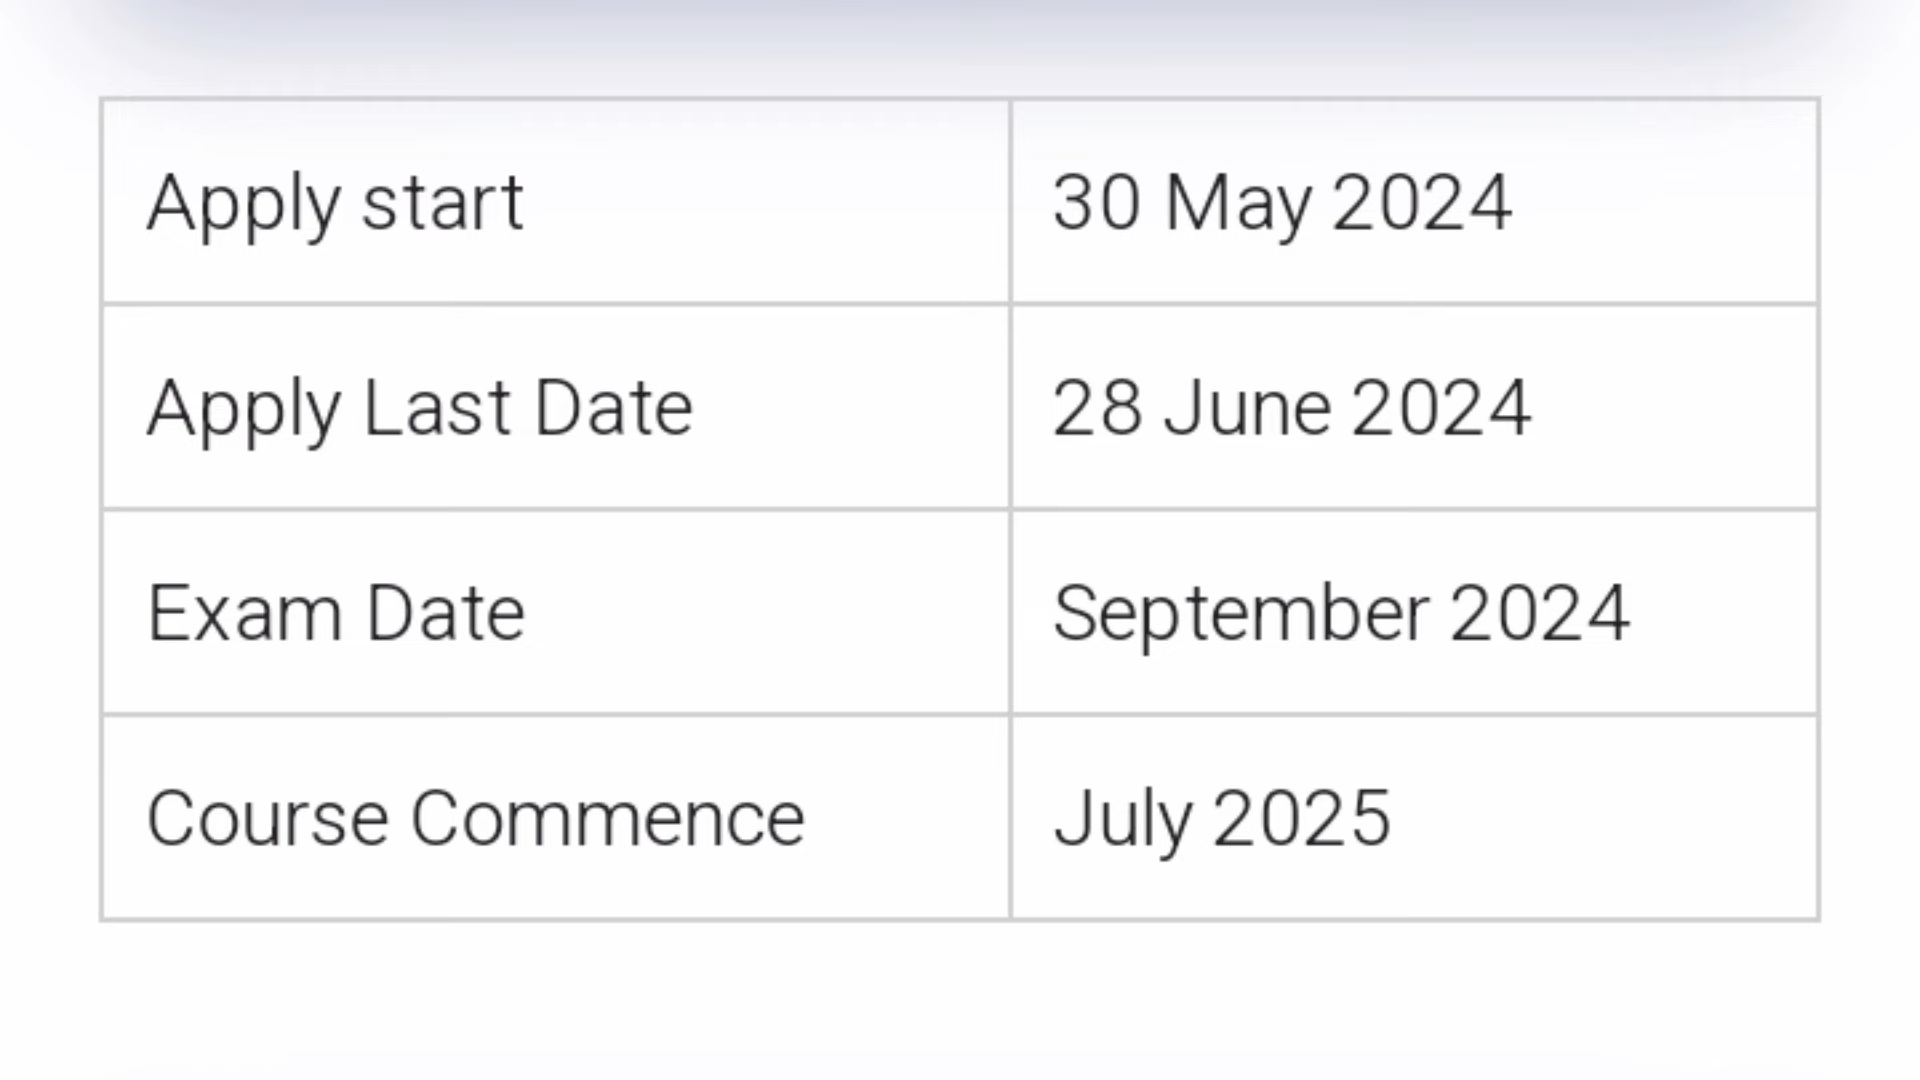 Apply start 30 May 2024
Apply Last Date 28 June 2024
Exam Date September 2024
Course Commence July 2025